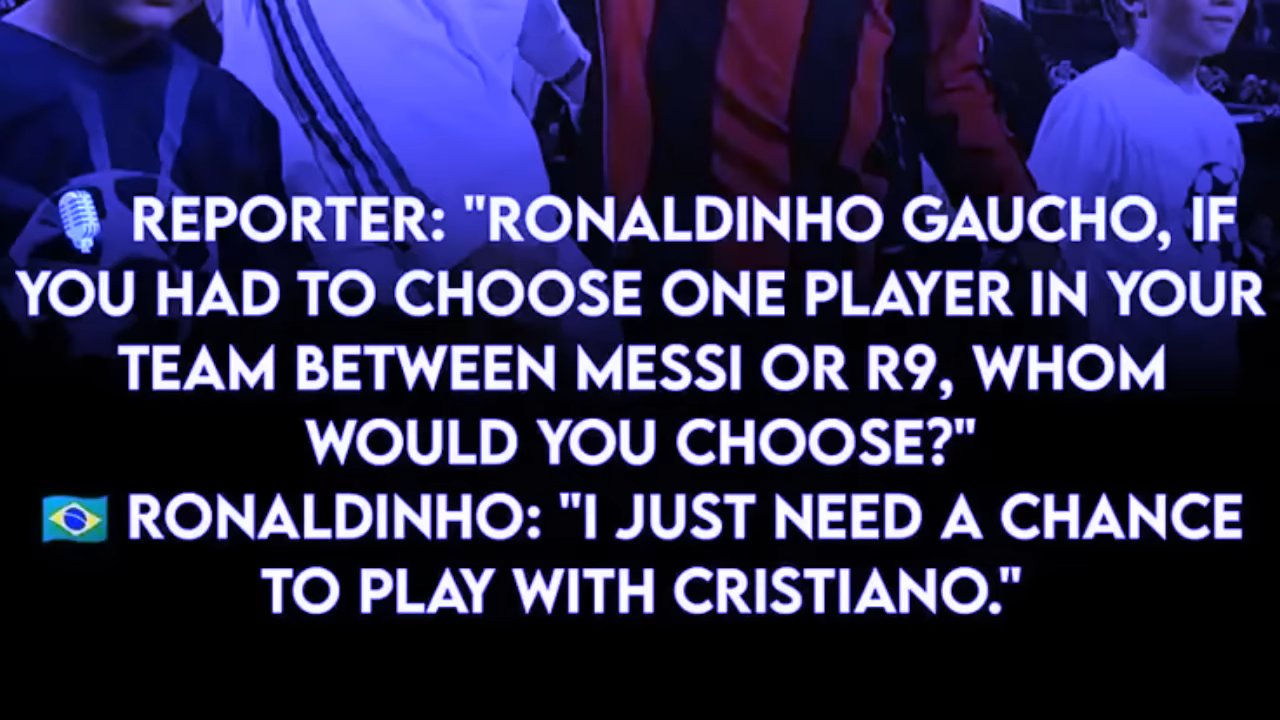 🎙️ REPORTER: "RONALDINHO GAUCHO, IF
YOU HAD TO CHOOSE ONE PLAYER IN YOUR
TEAM BETWEEN MESSI OR R9, WHOM
WOULD YOU CHOOSE?"
🇧🇷 RONALDINHO: "I JUST NEED A CHANCE
TO PLAY WITH CRISTIANO."